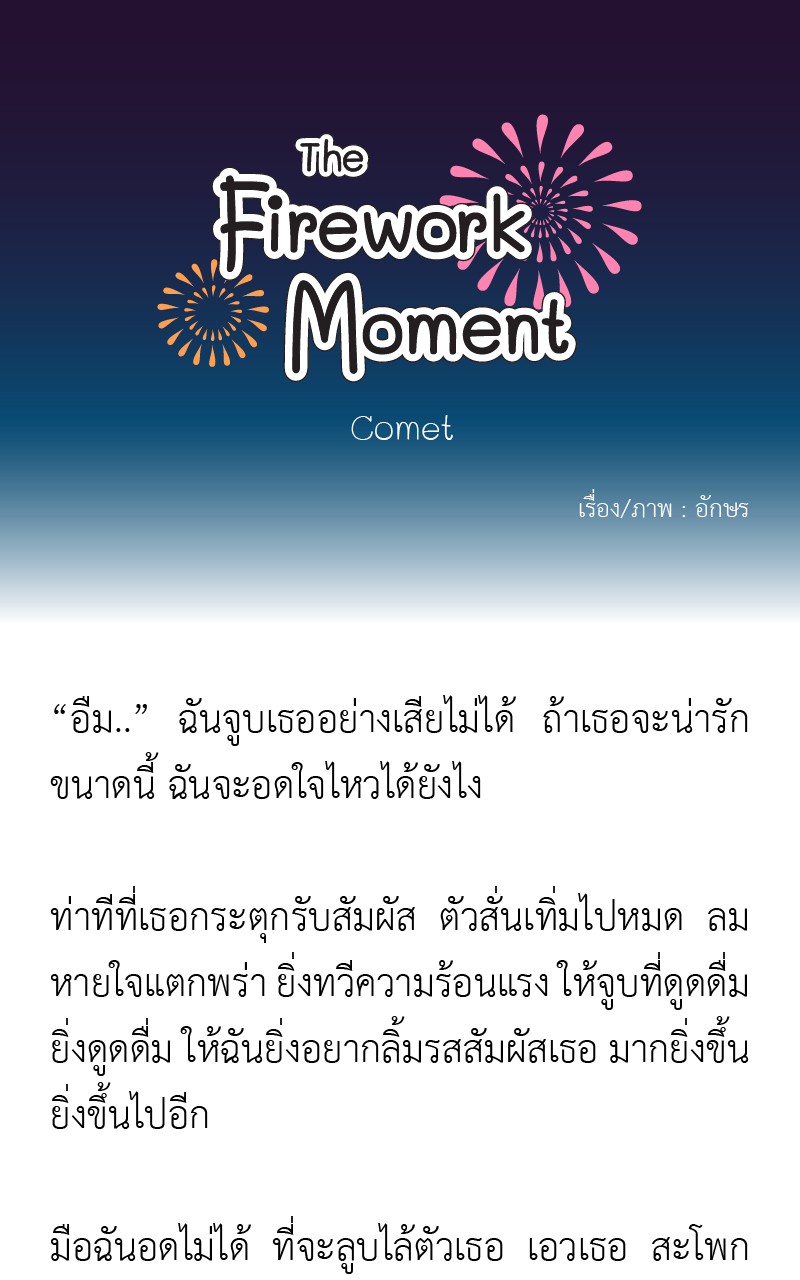 The
Firework
Moment
Comet
เรื่อง/ภาพ : อักษร
“อืม..” ฉันจูบเธออย่างเสียไม่ได้ ถ้าเธอจะน่ารัก
ขนาดนี้ ฉันจะอดใจไหวได้ยังไง
ท่าทีที่เธอกระตุกรับสัมผัส ตัวสั่นเทิ่มไปหมด ลม
หายใจแตกพร่า ยิ่งทวีความร้อนแรง ให้จูบที่ดูดดื่ม
ยิ่งดูดดื่ม ให้ฉันยิ่งอยากลิ้มรสสัมผัสเธอ มากยิ่งขึ้น
ยิ่งขึ้นไปอีก
มือฉันอดไม่ได้ ที่จะลูบไล้ตัวเธอ เอวเธอ สะโพก